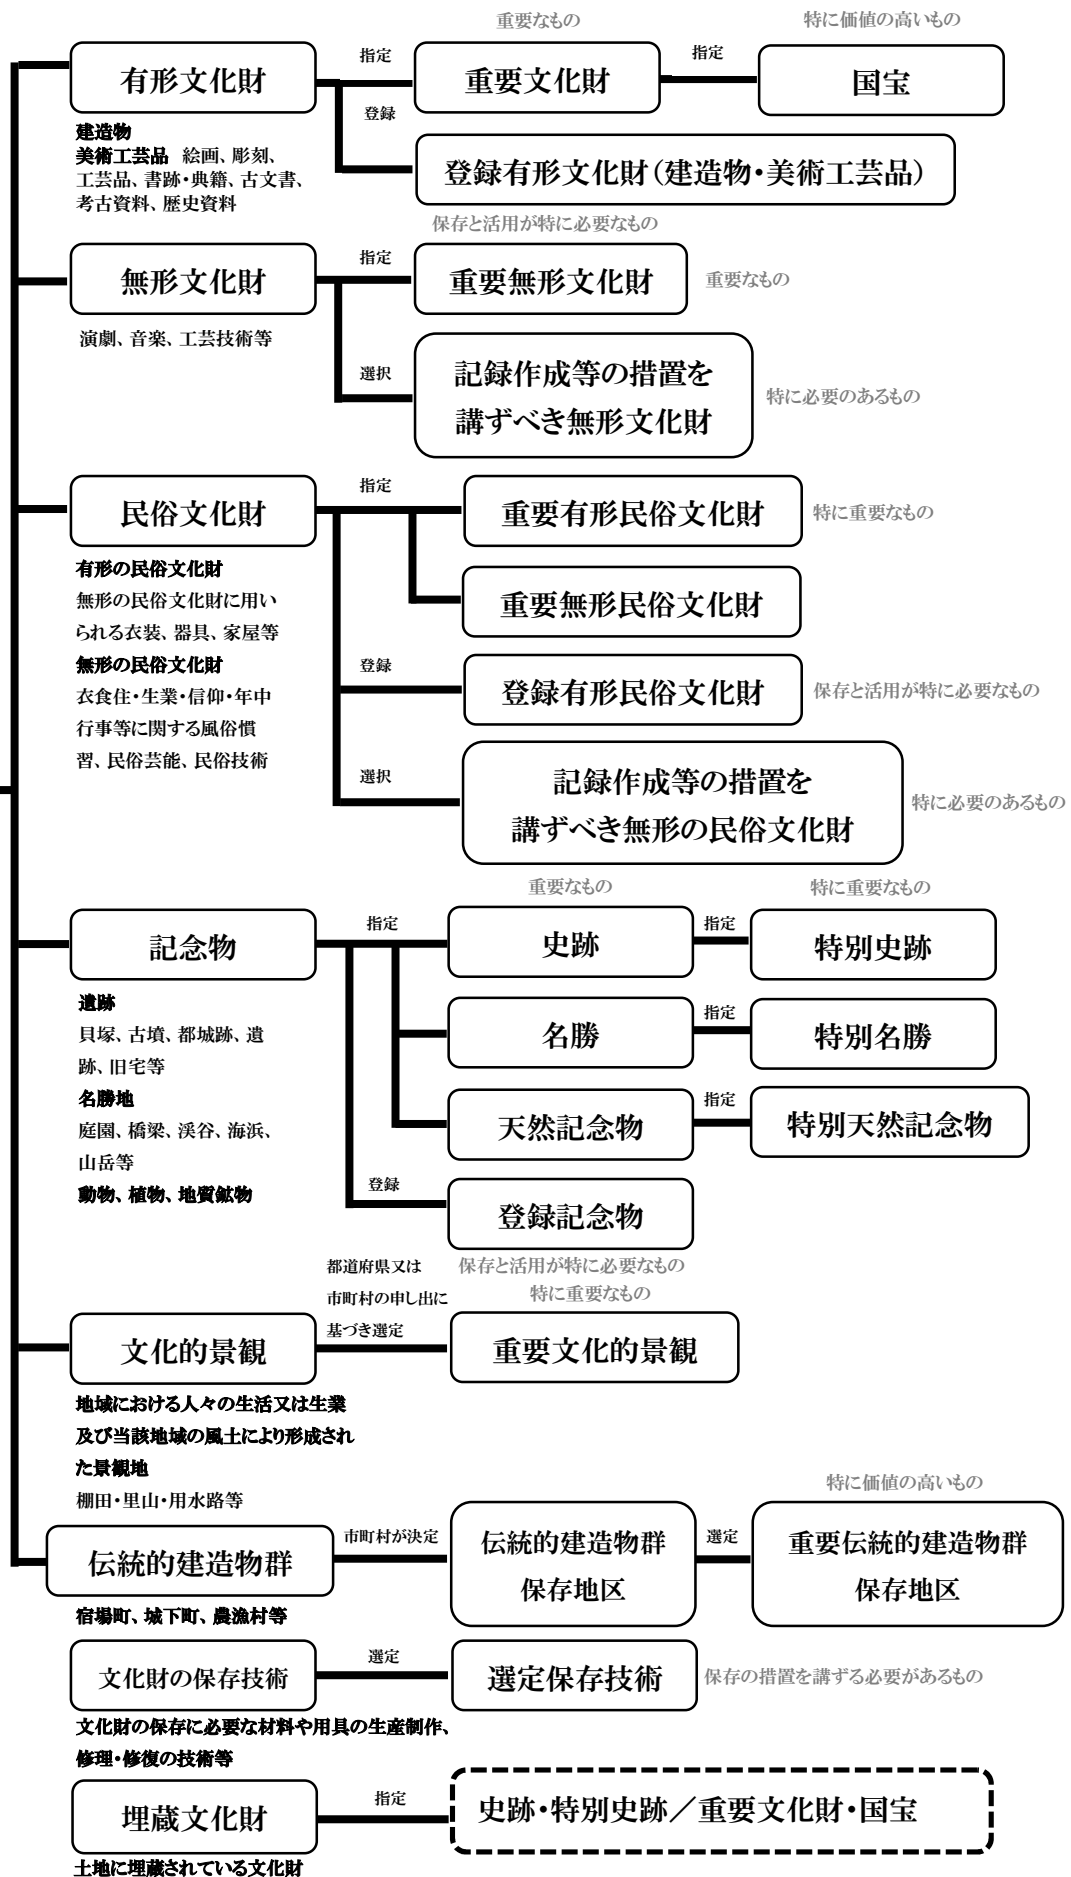 重要なもの
特に価値の高いもの
有形文化財
指定
重要文化財
指定
国宝
登録
建造物
美術工芸品 絵画、彫刻、
工芸品、書跡・典籍、古文書、
考古資料、歴史資料
登録有形文化財（建造物・美術工芸品）
保存と活用が特に必要なもの
無形文化財
指定
重要無形文化財
重要なもの
演劇、音楽、工芸技術等
選択
記録作成等の措置を
講ずべき無形文化財
特に必要のあるもの
民俗文化財
指定
重要有形民俗文化財
特に重要なもの
有形の民俗文化財
無形の民俗文化財に用い
られる衣装、器具、家屋等
無形の民俗文化財
衣食住・生業・信仰・年中
行事等に関する風俗慣
習、民俗芸能、民俗技術
重要無形民俗文化財
登録
登録有形民俗文化財
保存と活用が特に必要なもの
選択
記録作成等の措置を
講ずべき無形の民俗文化財
特に必要のあるもの
重要なもの
特に重要なもの
記念物
指定
史跡
指定
特別史跡
遺跡
貝塚、古墳、都城跡、遺
跡、旧宅等
名勝地
庭園、橋梁、渓谷、海浜、
山岳等
動物、植物、地質鉱物
名勝
指定
特別名勝
天然記念物
指定
特別天然記念物
登録
登録記念物
保存と活用が特に必要なもの
都道府県又は
市町村の申し出に
基づき選定
特に重要なもの
文化的景観
重要文化的景観
地域における人々の生活又は生業
及び当該地域の風土により形成され
た景観地
棚田・里山・用水路等
特に価値の高いもの
伝統的建造物群
市町村が決定
伝統的建造物群
保存地区
選定
重要伝統的建造物群
保存地区
宿場町、城下町、農漁村等
文化財の保存技術
選定
選定保存技術
保存の措置を講ずる必要があるもの
文化財の保存に必要な材料や用具の生産制作、
修理・修復の技術等
埋蔵文化財
指定
史跡・特別史跡／重要文化財・国宝
土地に埋蔵されている文化財